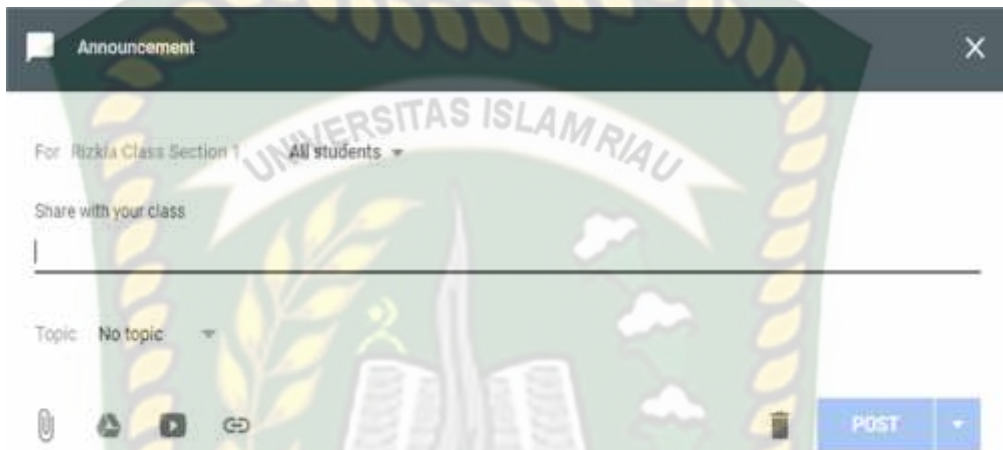 Announcement
UNIVERSITAS ISLAM RIAU
For Rizkia Class Section 1 All students
Share with your class
Topic No topic
POST